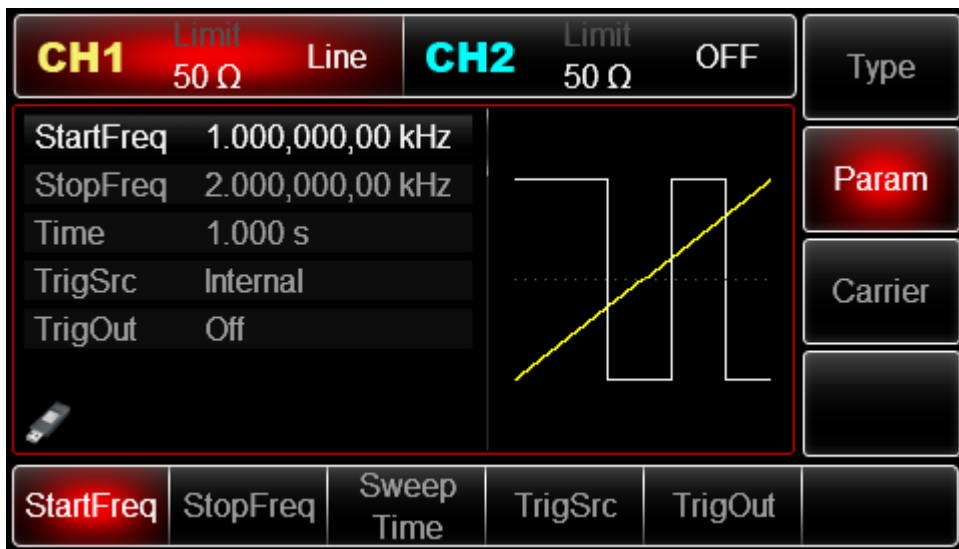 CH1 Limit 50 Ω Line CH2 Limit 50 Ω OFF
Type
StartFreq 1.000,000,00 kHz
StopFreq 2.000,000,00 kHz
Time 1.000 s
TrigSrc Internal
TrigOut Off
Param
Carrier
StartFreq StopFreq Sweep Time TrigSrc TrigOut